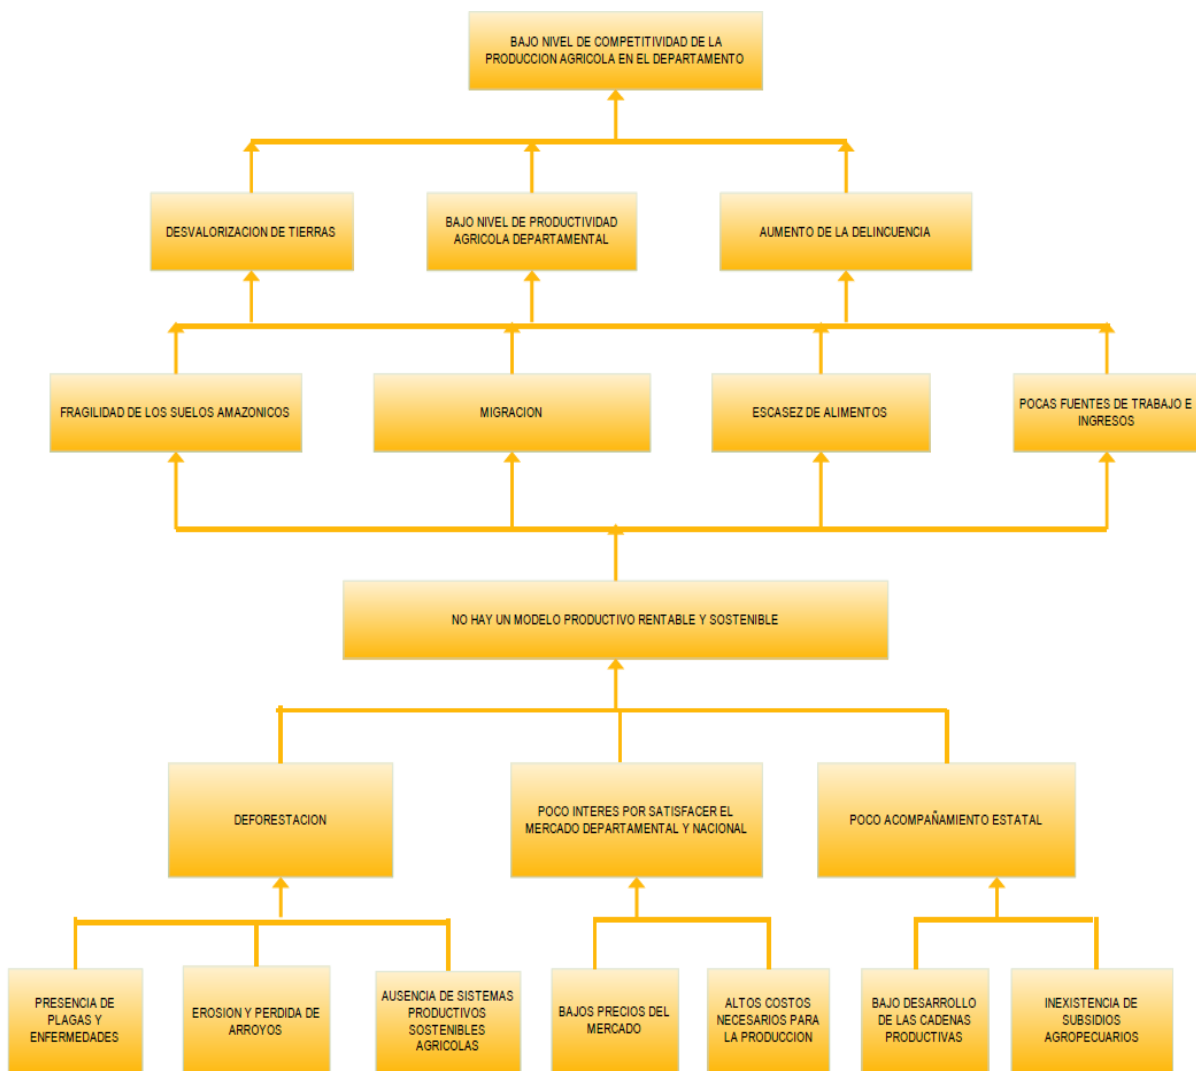 BAJO NIVEL DE COMPETITIVIDAD DE LA
PRODUCCION AGRICOLA EN EL DEPARTAMENTO
DESVALORIZACION DE TIERRAS
BAJO NIVEL DE PRODUCTIVIDAD
AGRICOLA DEPARTAMENTAL
AUMENTO DE LA DELINCUENCIA
FRAGILIDAD DE LOS SUELOS AMAZONICOS
MIGRACION
ESCASEZ DE ALIMENTOS
POCAS FUENTES DE TRABAJO E
INGRESOS
NO HAY UN MODELO PRODUCTIVO RENTABLE Y SOSTENIBLE
DEFORESTACION
POCO INTERES POR SATISFACER EL
MERCADO DEPARTAMENTAL Y NACIONAL
POCO ACOMPAÑAMIENTO ESTATAL
PRESENCIA DE
PLAGAS Y
ENFERMEDADES
EROSION Y PERDIDA DE
ARROYOS
AUSENCIA DE SISTEMAS
PRODUCTIVOS
SOSTENIBLES
AGRICOLAS
BAJOS PRECIOS DEL
MERCADO
ALTOS COSTOS
NECESARIOS PARA
LA PRODUCCION
BAJO DESARROLLO
DE LAS CADENAS
PRODUCTIVAS
INEXISTENCIA DE
SUBSIDIOS
AGROPECUARIOS